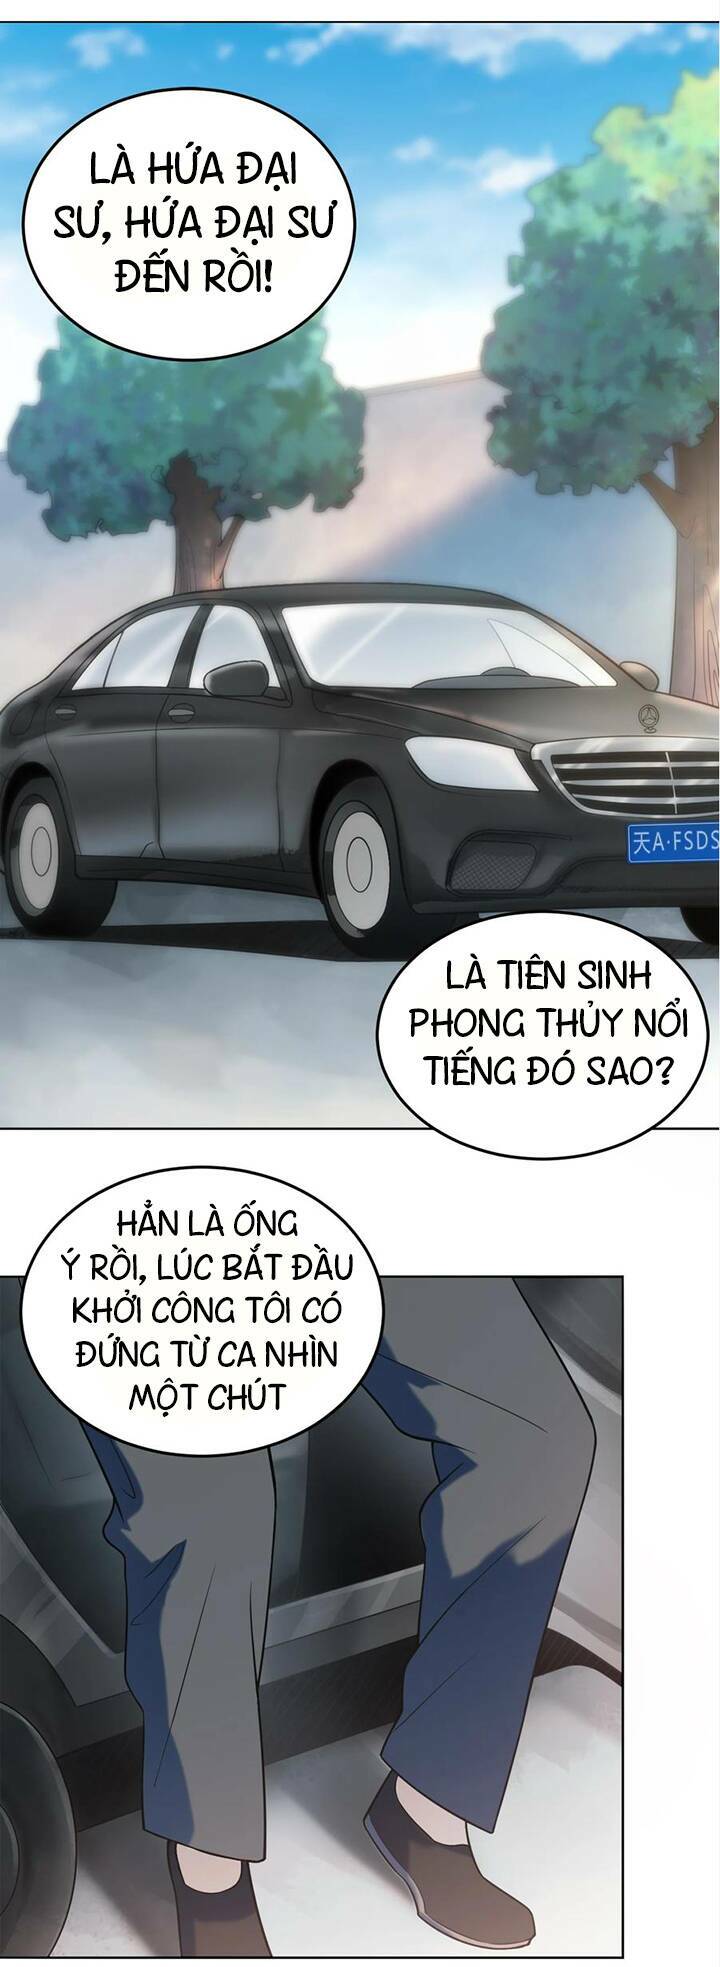 LÀ HỨA ĐẠI
SƯ, HỨA ĐẠI SƯ
ĐẾN RỒI!
天A·FSDS
LÀ TIÊN SINH
PHONG THỦY NỔI
TIẾNG ĐÓ SAO?
HẲN LÀ ỐNG
Ý RỒI, LÚC BẮT ĐẦU
KHỞI CÔNG TÔI CÓ
ĐỨNG TỪ CA NHÌN
MỘT CHÚT